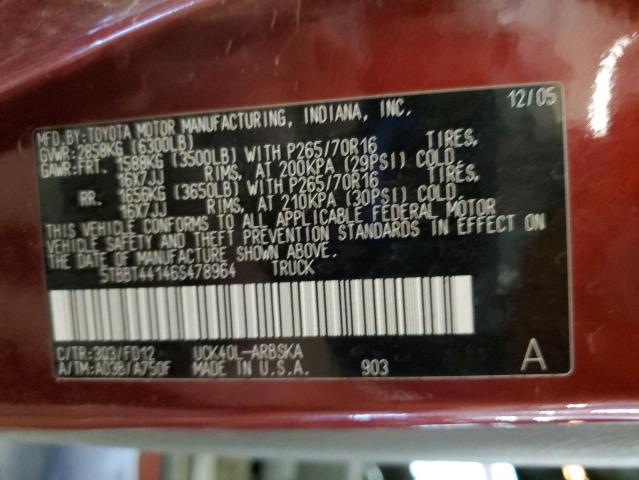 12/05
MFD.BY: TOYOTA MOTOR MANUFACTURING, INDIANA, INC.
GVWR: 2858KG (6300LB)
GAWR: FRT. 1588KG (3500LB) WITH P265/70R16 TIRES,
16X7JJ RIMS, AT 200KPA (29PSI) COLD.
RR. 1656KG (3650LB) WITH P265/70R16 TIRES,
16X7JJ RIMS, AT 210KPA (30PSI) COLD.
THIS VEHICLE CONFORMS TO ALL APPLICABLE FEDERAL MOTOR
VEHICLE SAFETY AND THEFT PREVENTION STANDARDS IN EFFECT ON
THE DATE OF MANUFACTURE SHOWN ABOVE.
5TBBT44146S478964 TRUCK
C/TR: 3Q3/FD12 UCK40L-ARBSKA
A/TM: A03B/A750F MADE IN U.S.A. 903 A